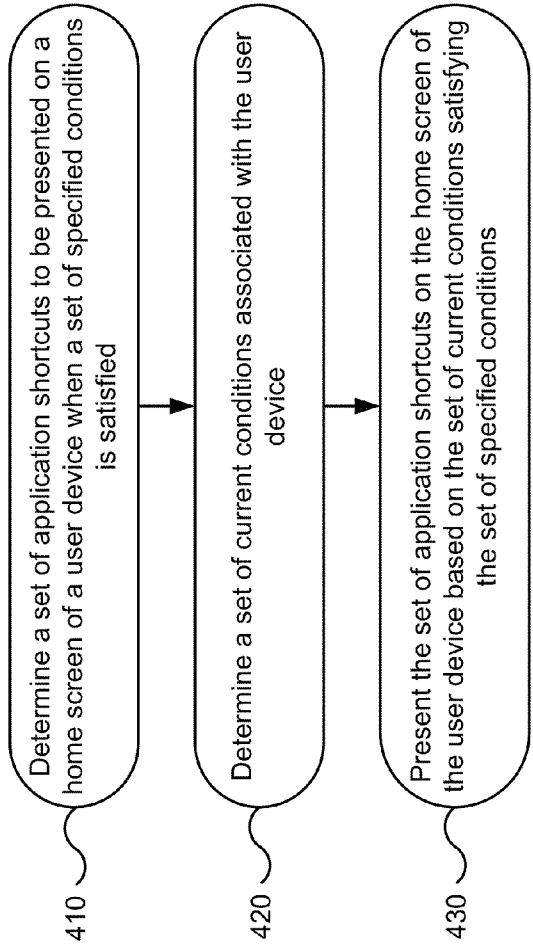 410
Determine a set of application shortcuts to be presented on a
home screen of a user device when a set of specified conditions
is satisfied
420
Determine a set of current conditions associated with the user
device
430
Present the set of application shortcuts on the home screen of
the user device based on the set of current conditions satisfying
the set of specified conditions